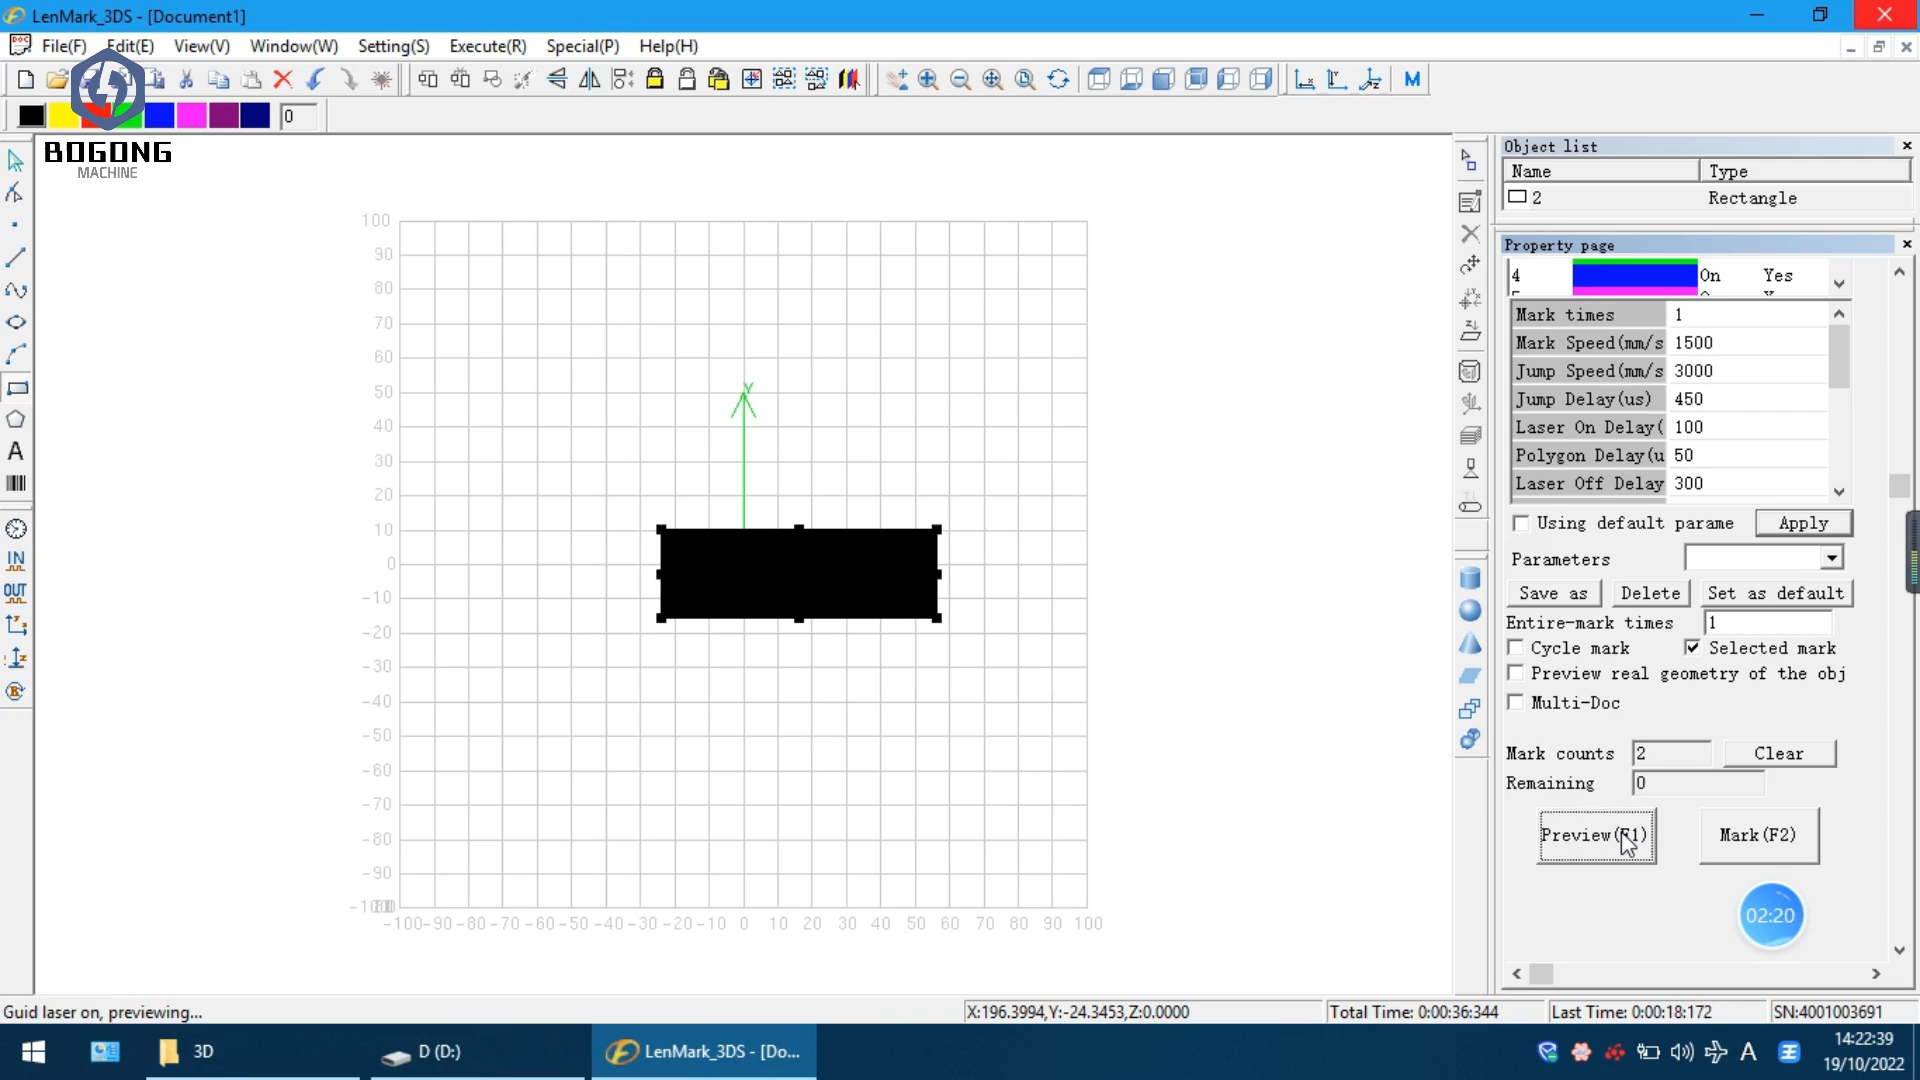 LenMark_3DS - [Document1]
File(F) Edit(E) View(V) Window(W) Setting(S) Execute(R) Special(P) Help(H)
M
0
BOGONG
MACHINE
A
IN
OUT
Object list
Name Type
2 Rectangle
Property page
4 On Yes
Mark times 1
Mark Speed(mm/s 1500
Jump Speed(mm/s 3000
Jump Delay(us) 450
Laser On Delay( 100
Polygon Delay(u 50
Laser Off Delay 300
Using default parame Apply
Parameters
Save as Delete Set as default
Entire-mark times 1
Cycle mark Selected mark
Preview real geometry of the obj
Multi-Doc
Mark counts 2 Clear
Remaining 0
Preview(F1) Mark(F2)
02:20
100
90
80
70
60
50
40
30
20
10
0
-10
-20
-30
-40
-50
-60
-70
-80
-90
Y
-100 -90 -80 -70 -60 -50 -40 -30 -20 -10 0 10 20 30 40 50 60 70 80 90 100
Guid laser on, previewing... X:196.3994,Y:-24.3453,Z:0.0000 Total Time: 0:00:36:344 Last Time: 0:00:18:172 SN:4001003691
3D D (D:) LenMark_3DS - [Do... A 14:22:39
19/10/2022